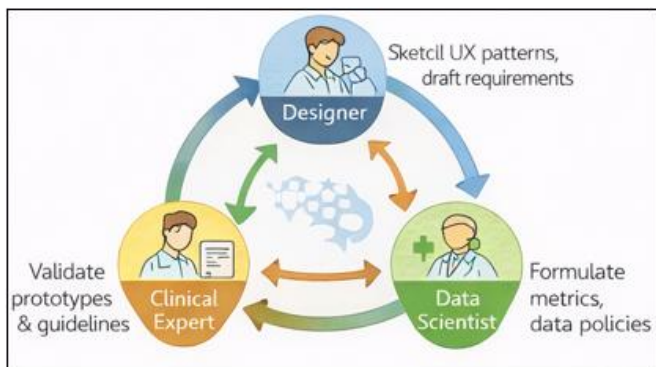 Sketcil UX patterns,
draft requirements
Designer
Validate
prototypes
& guidelines
Clinical
Expert
Data
Scientist
Formulate
metrics,
data policies